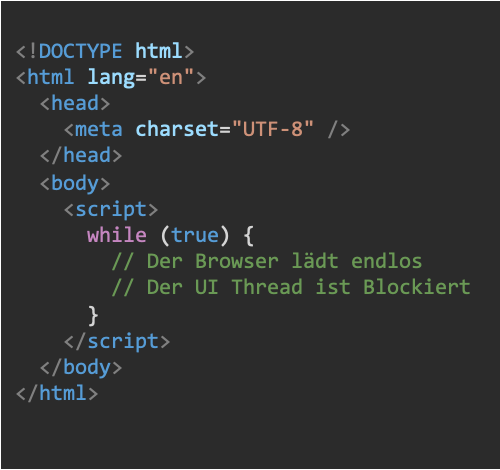 <!DOCTYPE html>
<html lang="en">
  <head>
    <meta charset="UTF-8" />
  </head>
  <body>
    <script>
      while (true) {
        // Der Browser lädt endlos
        // Der UI Thread ist Blockiert
      }
    </script>
  </body>
</html>